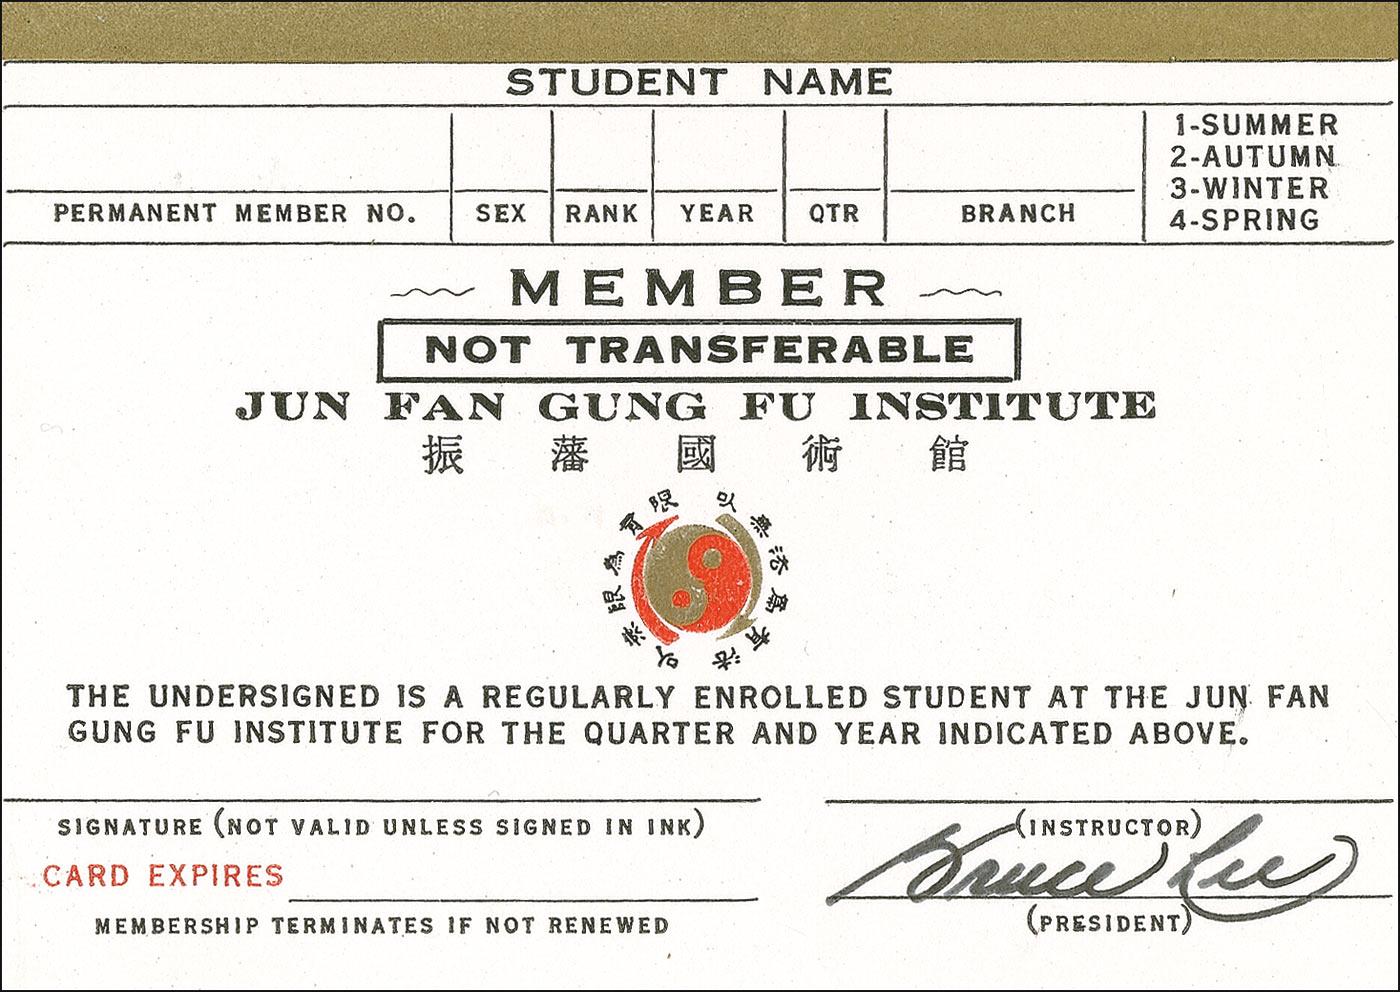 STUDENT NAME
PERMANENT MEMBER NO. SEX RANK YEAR QTR BRANCH
1-SUMMER
2-AUTUMN
3-WINTER
4-SPRING
MEMBER
NOT TRANSFERABLE
JUN FAN GUNG FU INSTITUTE
振 藩 國 術 館
以無法爲有法
以無限爲有限
THE UNDERSIGNED IS A REGULARLY ENROLLED STUDENT AT THE JUN FAN
GUNG FU INSTITUTE FOR THE QUARTER AND YEAR INDICATED ABOVE.
SIGNATURE (NOT VALID UNLESS SIGNED IN INK)
(INSTRUCTOR)
CARD EXPIRES
Bruce Lee
MEMBERSHIP TERMINATES IF NOT RENEWED
(PRESIDENT)